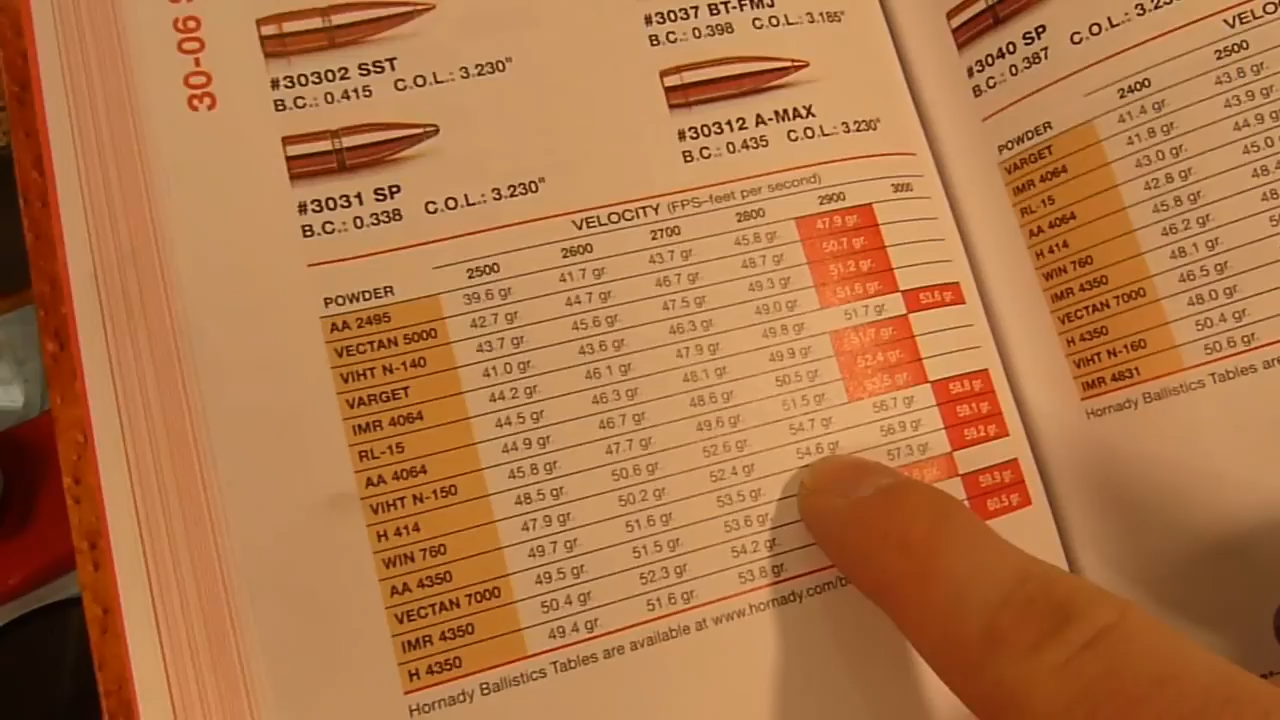 30-06
#30302 SST
B.C.: 0.415 C.O.L.: 3.230"
#3031 SP
B.C.: 0.338 C.O.L.: 3.230"
#3037 BT-FMJ
B.C.: 0.398 C.O.L.: 3.185"
#30312 A-MAX
B.C.: 0.435 C.O.L.: 3.230"
VELOCITY (FPS–feet per second)
POWDER 2500 2600 2700 2800 2900 3000
AA 2495 39.6 gr. 41.7 gr. 43.7 gr. 45.8 gr. 47.9 gr.
VECTAN 5000 42.7 gr. 44.7 gr. 46.7 gr. 48.7 gr. 50.7 gr.
VIHT N-140 43.7 gr. 45.6 gr. 47.5 gr. 49.3 gr. 51.2 gr.
VARGET 41.0 gr. 43.6 gr. 46.3 gr. 49.0 gr. 51.6 gr.
IMR 4064 44.2 gr. 46.1 gr. 47.9 gr. 49.8 gr. 51.7 gr. 53.6 gr.
RL-15 44.5 gr. 46.3 gr. 48.1 gr. 49.9 gr. 51.7 gr.
AA 4064 44.9 gr. 46.7 gr. 48.6 gr. 50.5 gr. 52.4 gr.
VIHT N-150 45.8 gr. 47.7 gr. 49.6 gr. 51.5 gr. 53.5 gr.
H 414 48.5 gr. 50.6 gr. 52.6 gr. 54.7 gr. 56.7 gr. 58.8 gr.
WIN 760 47.9 gr. 50.2 gr. 52.4 gr. 54.6 gr. 56.9 gr. 59.1 gr.
AA 4350 49.7 gr. 51.6 gr. 53.5 gr. 57.3 gr. 59.2 gr.
VECTAN 7000 49.5 gr. 51.5 gr. 53.6 gr. gr.
IMR 4350 50.4 gr. 52.3 gr. 54.2 gr. 59.9 gr.
H 4350 49.4 gr. 51.6 gr. 53.8 gr. 60.5 gr.
Hornady Ballistics Tables are available at www.hornady.com/b
#3040 SP
B.C.: 0.387 C.O.L.:
VELO
POWDER 2400 2500
VARGET 41.4 gr. 43.8 gr.
IMR 4064 41.8 gr. 43.9 gr.
RL-15 43.0 gr. 44.9 g
AA 4064 42.8 gr. 45.0
H 414 45.8 gr. 48.
WIN 760 46.2 gr. 48
IMR 4350 48.1 gr.
VECTAN 7000 46.5 gr.
H 4350 48.0 gr.
VIHT N-160 50.4 gr.
IMR 4831 50.6 gr.
Hornady Ballistics Tables are